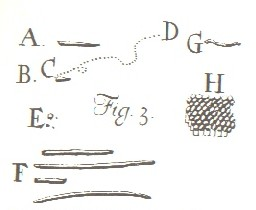 A. D G
B. C H
E. Fig. 3.
F